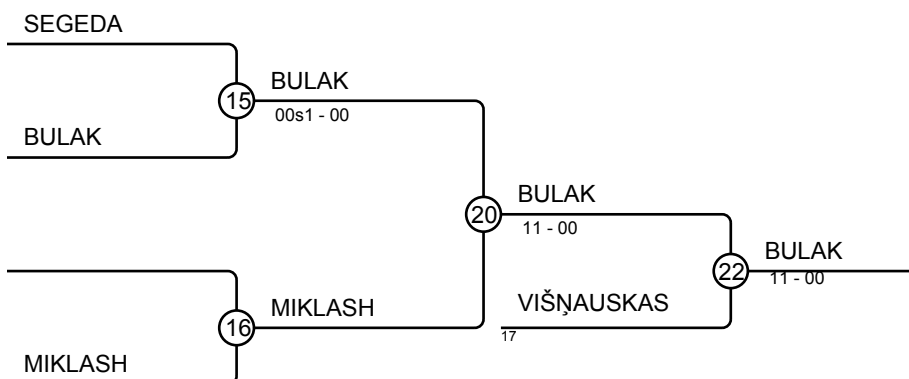 SEGEDA
BULAK
15
00s1 - 00
BULAK
BULAK
20
11 - 00
BULAK
22
11 - 00
MIKLASH
16
VIŠŅAUSKAS
17
MIKLASH